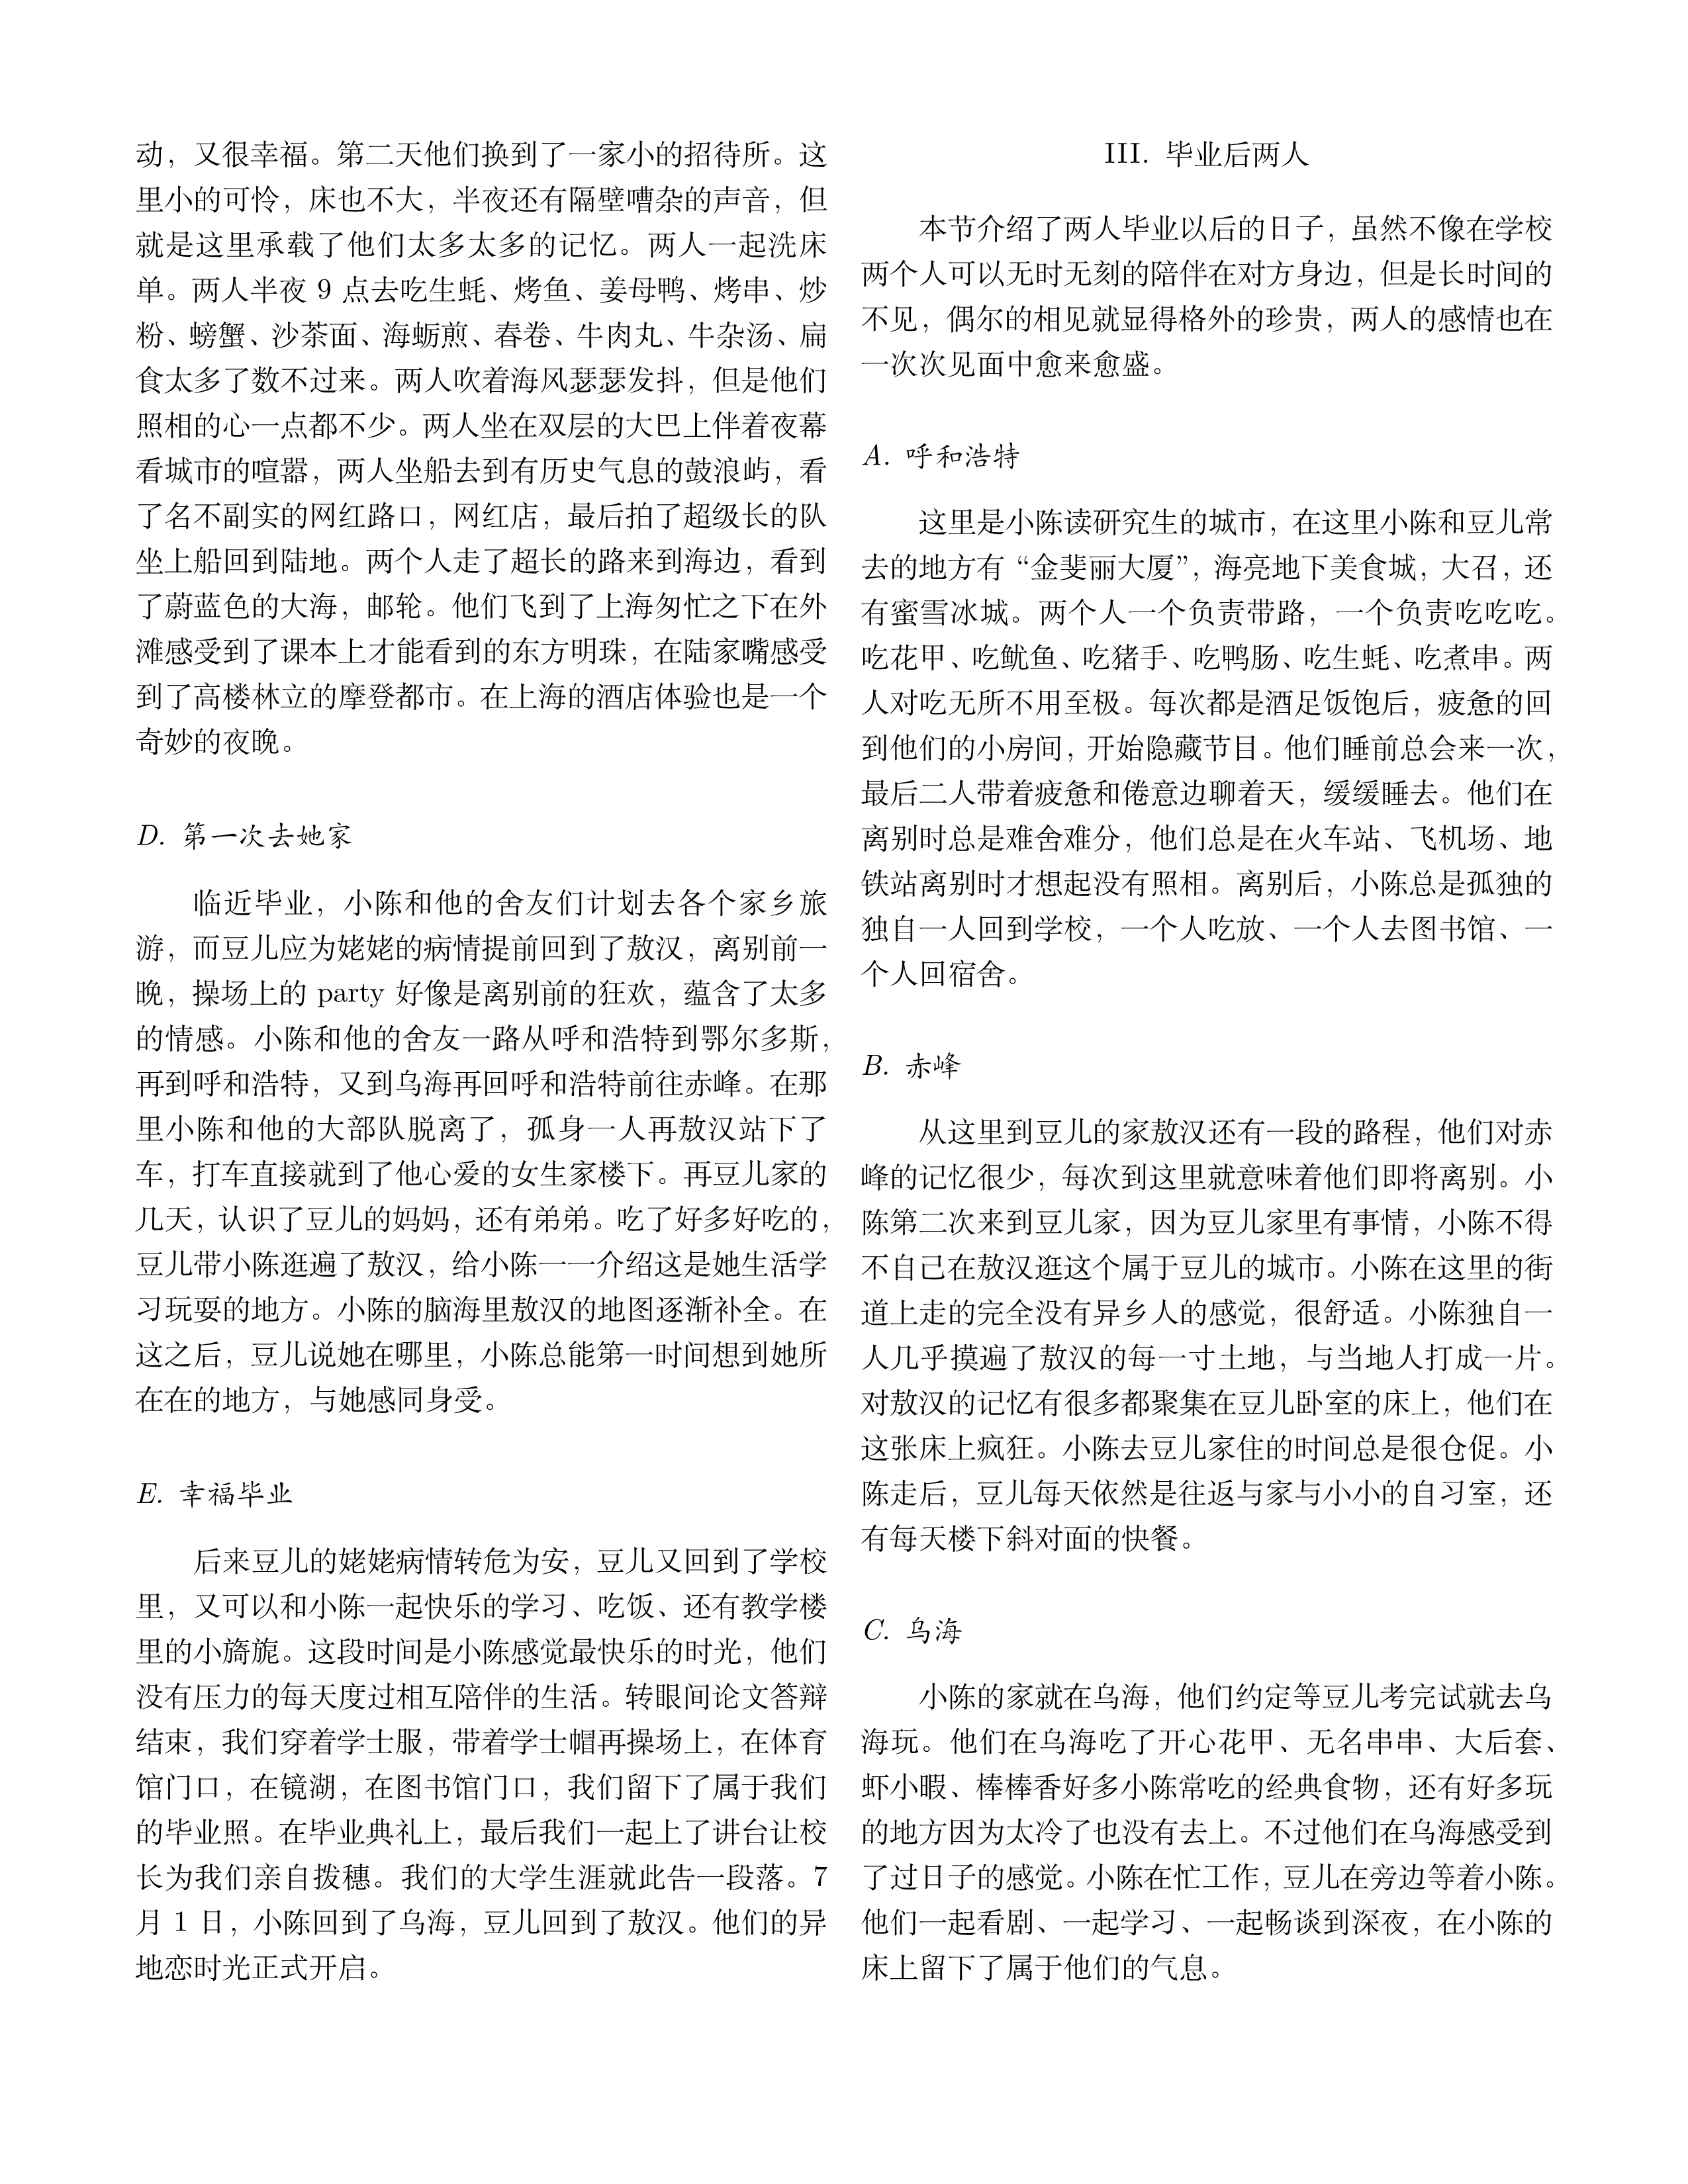 动，又很幸福。第二天他们换到了一家小的招待所。这
里小的可怜，床也不大，半夜还有隔壁嘈杂的声音，但
就是这里承载了他们太多太多的记忆。两人一起洗床
单。两人半夜 9 点去吃生蚝、烤鱼、姜母鸭、烤串、炒
粉、螃蟹、沙茶面、海蛎煎、春卷、牛肉丸、牛杂汤、扁
食太多了数不过来。两人吹着海风瑟瑟发抖，但是他们
照相的心一点都不少。两人坐在双层的大巴上伴着夜幕
看城市的喧嚣，两人坐船去到有历史气息的鼓浪屿，看
了名不副实的网红路口，网红店，最后拍了超级长的队
坐上船回到陆地。两个人走了超长的路来到海边，看到
了蔚蓝色的大海，邮轮。他们飞到了上海匆忙之下在外
滩感受到了课本上才能看到的东方明珠，在陆家嘴感受
到了高楼林立的摩登都市。在上海的酒店体验也是一个
奇妙的夜晚。
D. 第一次去她家
临近毕业，小陈和他的舍友们计划去各个家乡旅
游，而豆儿应为姥姥的病情提前回到了敖汉，离别前一
晚，操场上的 party 好像是离别前的狂欢，蕴含了太多
的情感。小陈和他的舍友一路从呼和浩特到鄂尔多斯，
再到呼和浩特，又到乌海再回呼和浩特前往赤峰。在那
里小陈和他的大部队脱离了，孤身一人再敖汉站下了
车，打车直接就到了他心爱的女生家楼下。再豆儿家的
几天，认识了豆儿的妈妈，还有弟弟。吃了好多好吃的，
豆儿带小陈逛遍了敖汉，给小陈一一介绍这是她生活学
习玩耍的地方。小陈的脑海里敖汉的地图逐渐补全。在
这之后，豆儿说她在哪里，小陈总能第一时间想到她所
在在的地方，与她感同身受。
E. 幸福毕业
后来豆儿的姥姥病情转危为安，豆儿又回到了学校
里，又可以和小陈一起快乐的学习、吃饭、还有教学楼
里的小旖旎。这段时间是小陈感觉最快乐的时光，他们
没有压力的每天度过相互陪伴的生活。转眼间论文答辩
结束，我们穿着学士服，带着学士帽再操场上，在体育
馆门口，在镜湖，在图书馆门口，我们留下了属于我们
的毕业照。在毕业典礼上，最后我们一起上了讲台让校
长为我们亲自拨穗。我们的大学生涯就此告一段落。7
月 1 日，小陈回到了乌海，豆儿回到了敖汉。他们的异
地恋时光正式开启。
III. 毕业后两人
本节介绍了两人毕业以后的日子，虽然不像在学校
两个人可以无时无刻的陪伴在对方身边，但是长时间的
不见，偶尔的相见就显得格外的珍贵，两人的感情也在
一次次见面中愈来愈盛。
A. 呼和浩特
这里是小陈读研究生的城市，在这里小陈和豆儿常
去的地方有 “金斐丽大厦”，海亮地下美食城，大召，还
有蜜雪冰城。两个人一个负责带路，一个负责吃吃吃。
吃花甲、吃鱿鱼、吃猪手、吃鸭肠、吃生蚝、吃煮串。两
人对吃无所不用至极。每次都是酒足饭饱后，疲惫的回
到他们的小房间，开始隐藏节目。他们睡前总会来一次，
最后二人带着疲惫和倦意边聊着天，缓缓睡去。他们在
离别时总是难舍难分，他们总是在火车站、飞机场、地
铁站离别时才想起没有照相。离别后，小陈总是孤独的
独自一人回到学校，一个人吃放、一个人去图书馆、一
个人回宿舍。
B. 赤峰
从这里到豆儿的家敖汉还有一段的路程，他们对赤
峰的记忆很少，每次到这里就意味着他们即将离别。小
陈第二次来到豆儿家，因为豆儿家里有事情，小陈不得
不自己在敖汉逛这个属于豆儿的城市。小陈在这里的街
道上走的完全没有异乡人的感觉，很舒适。小陈独自一
人几乎摸遍了敖汉的每一寸土地，与当地人打成一片。
对敖汉的记忆有很多都聚集在豆儿卧室的床上，他们在
这张床上疯狂。小陈去豆儿家住的时间总是很仓促。小
陈走后，豆儿每天依然是往返与家与小小的自习室，还
有每天楼下斜对面的快餐。
C. 乌海
小陈的家就在乌海，他们约定等豆儿考完试就去乌
海玩。他们在乌海吃了开心花甲、无名串串、大后套、
虾小暇、棒棒香好多小陈常吃的经典食物，还有好多玩
的地方因为太冷了也没有去上。不过他们在乌海感受到
了过日子的感觉。小陈在忙工作，豆儿在旁边等着小陈。
他们一起看剧、一起学习、一起畅谈到深夜，在小陈的
床上留下了属于他们的气息。